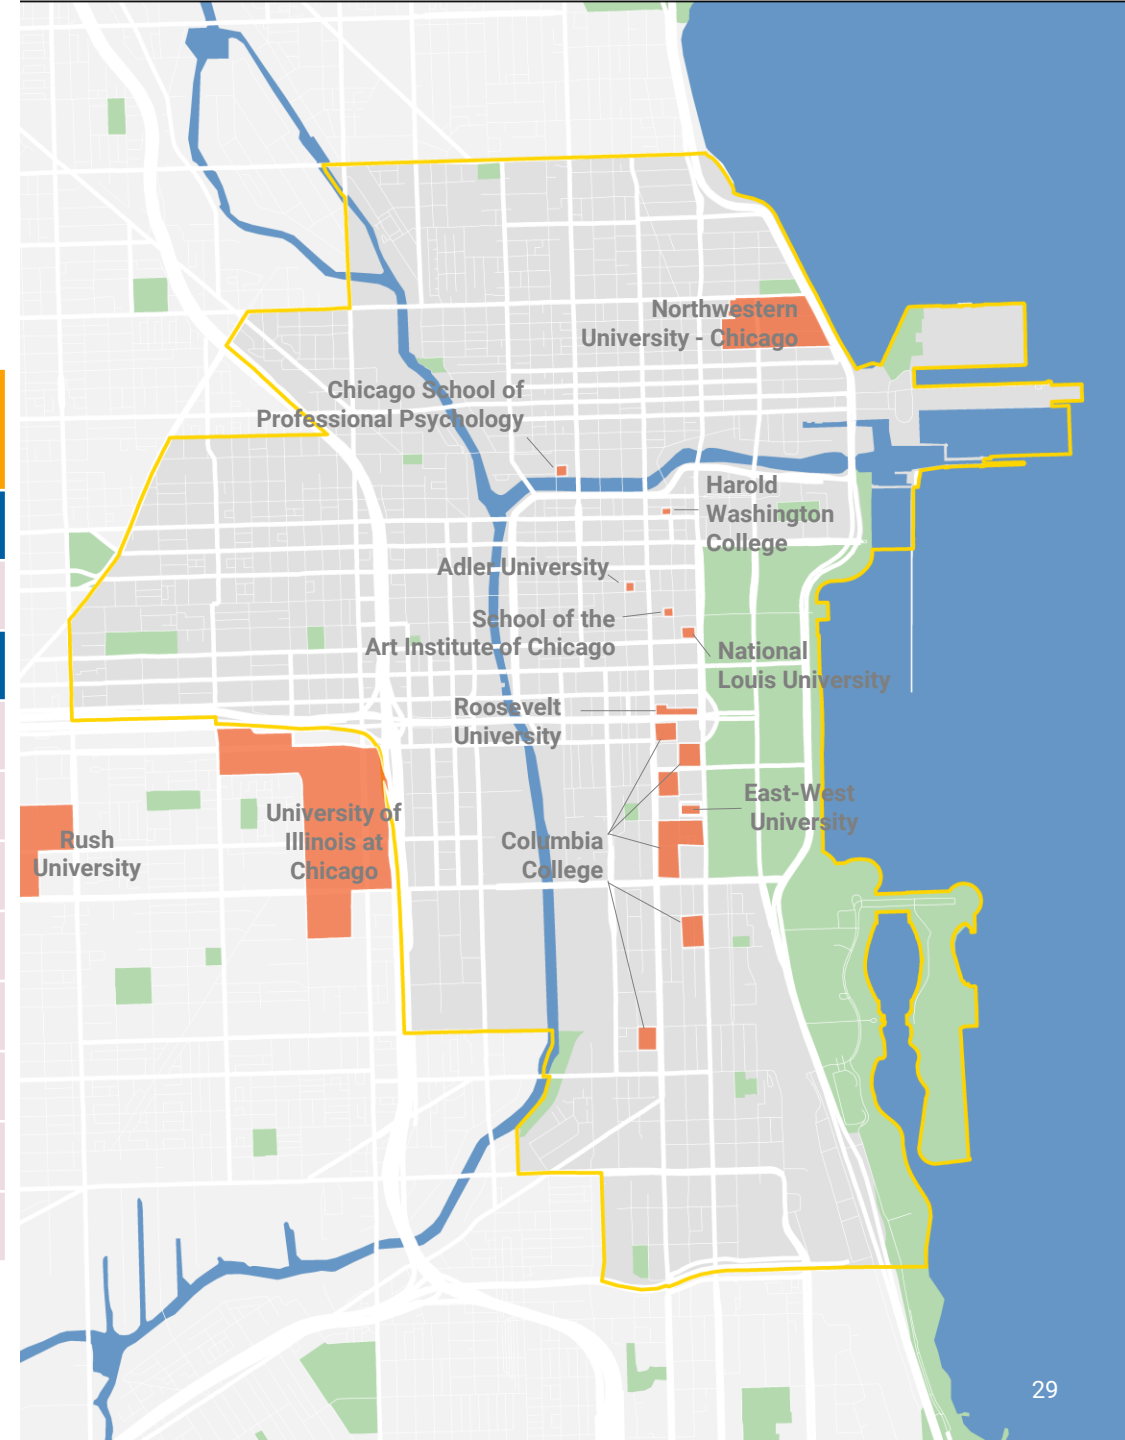 Northwestern
University - Chicago
Chicago School of
Professional Psychology
Harold
Washington
College
Adler University
School of the
Art Institute of Chicago
National
Louis University
Roosevelt
University
East-West
University
University of
Illinois at
Chicago
Rush
University
Columbia
College
29